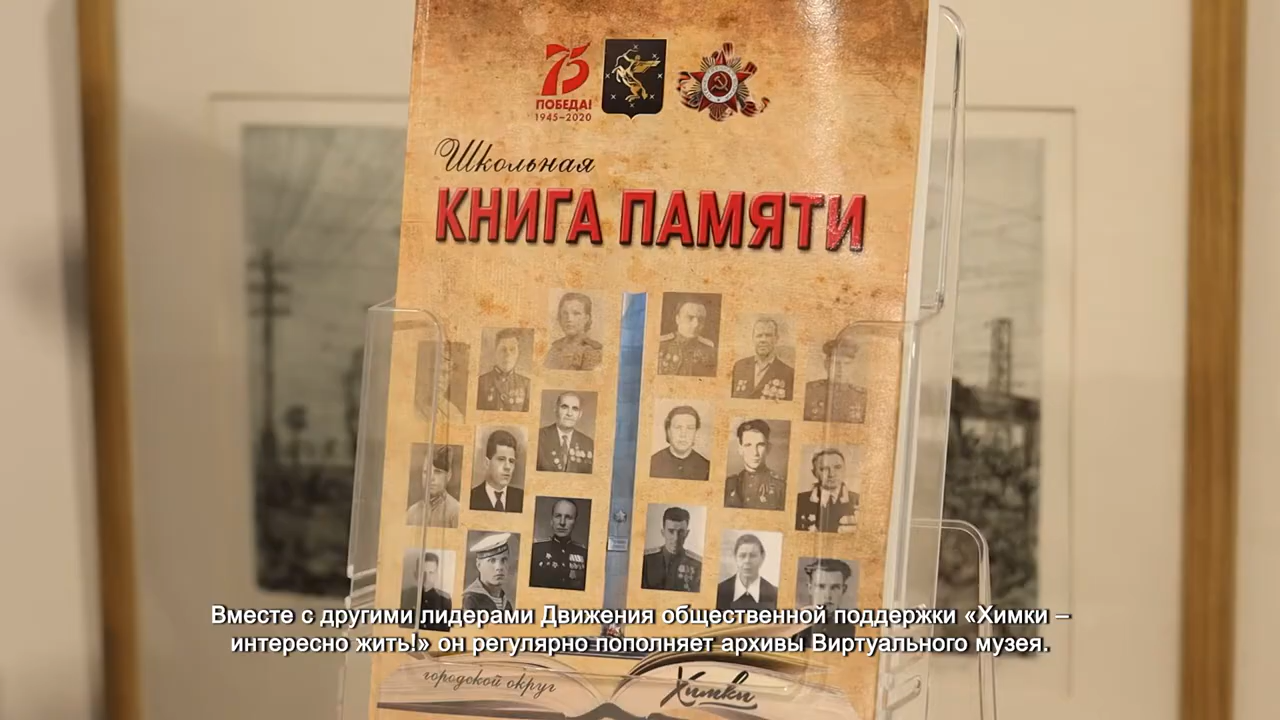 75
ПОБЕДА!
1945–2020
Школьная
КНИГА ПАМЯТИ
Вместе с другими лидерами Движения общественной поддержки «Химки –
интересно жить!» он регулярно пополняет архивы Виртуального музея.
городской округ
Химки